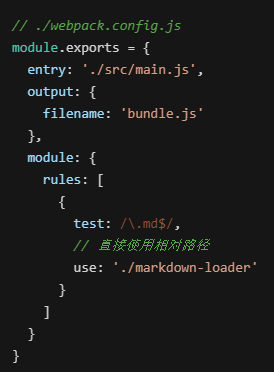 // ./webpack.config.js
module.exports = {
  entry: './src/main.js',
  output: {
    filename: 'bundle.js'
  },
  module: {
    rules: [
      {
        test: /\.md$/,
        // 直接使用相对路径
        use: './markdown-loader'
      }
    ]
  }
}